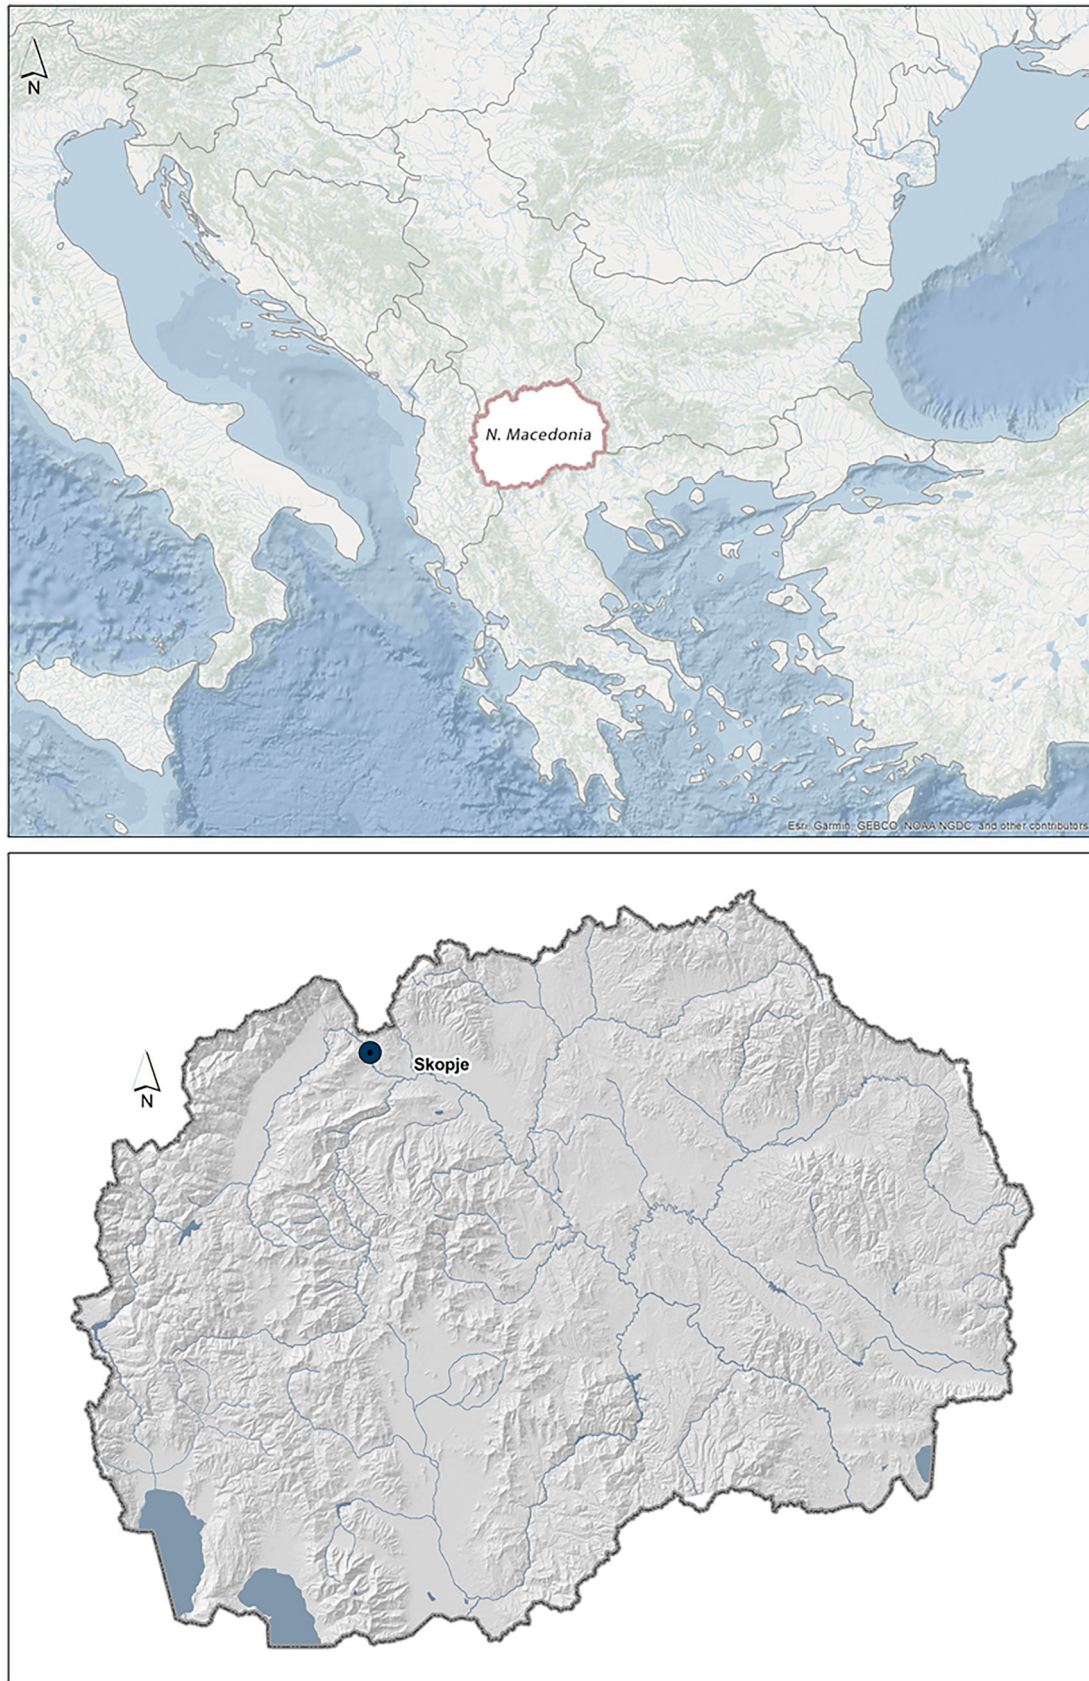 N
N. Macedonia
Esri, Garmin, GEBCO, NOAA NGDC, and other contributors
Skopje
N